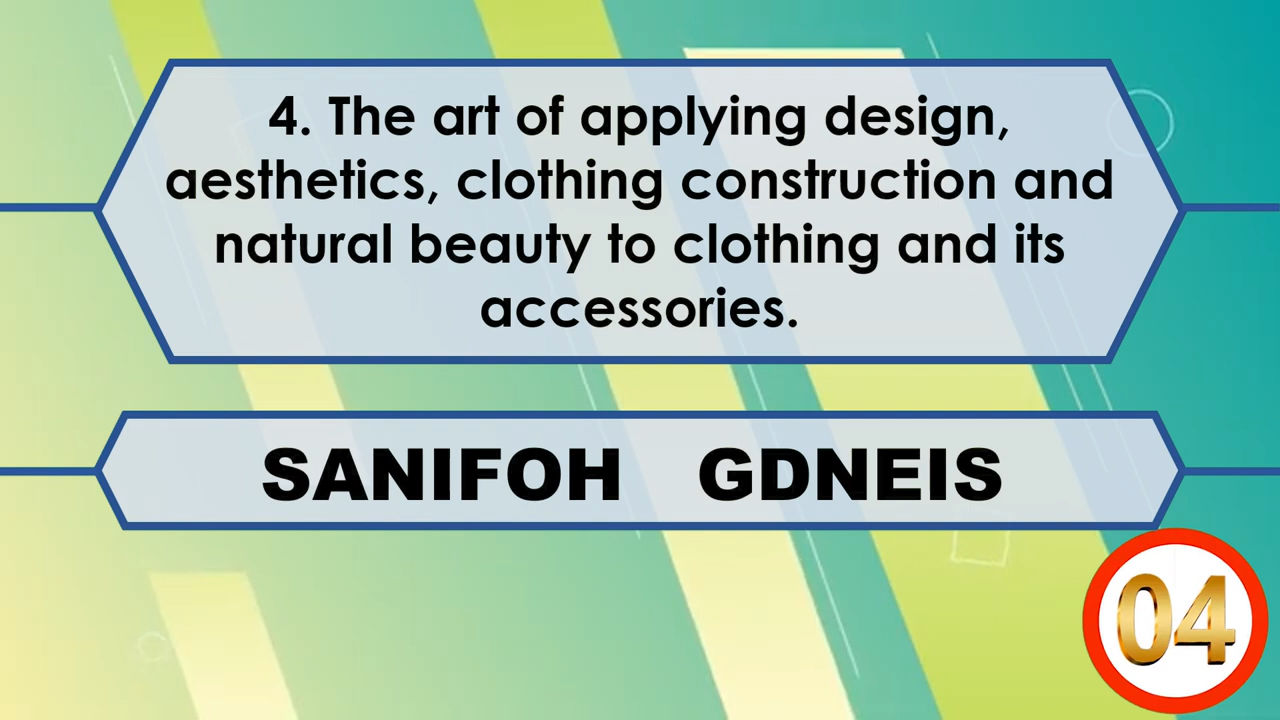 4. The art of applying design,
aesthetics, clothing construction and
natural beauty to clothing and its
accessories.
SANIFOH GDNEIS
04